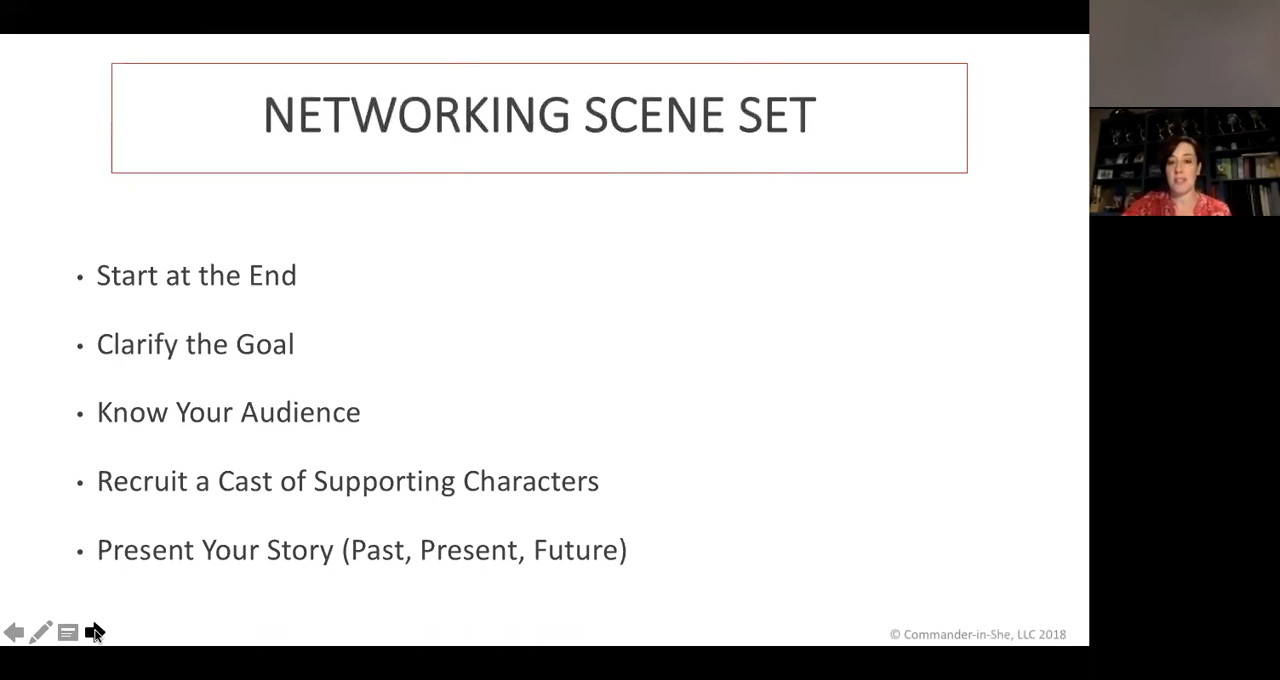 NETWORKING SCENE SET
• Start at the End
• Clarify the Goal
• Know Your Audience
• Recruit a Cast of Supporting Characters
• Present Your Story (Past, Present, Future)
© Commander-in-She, LLC 2018